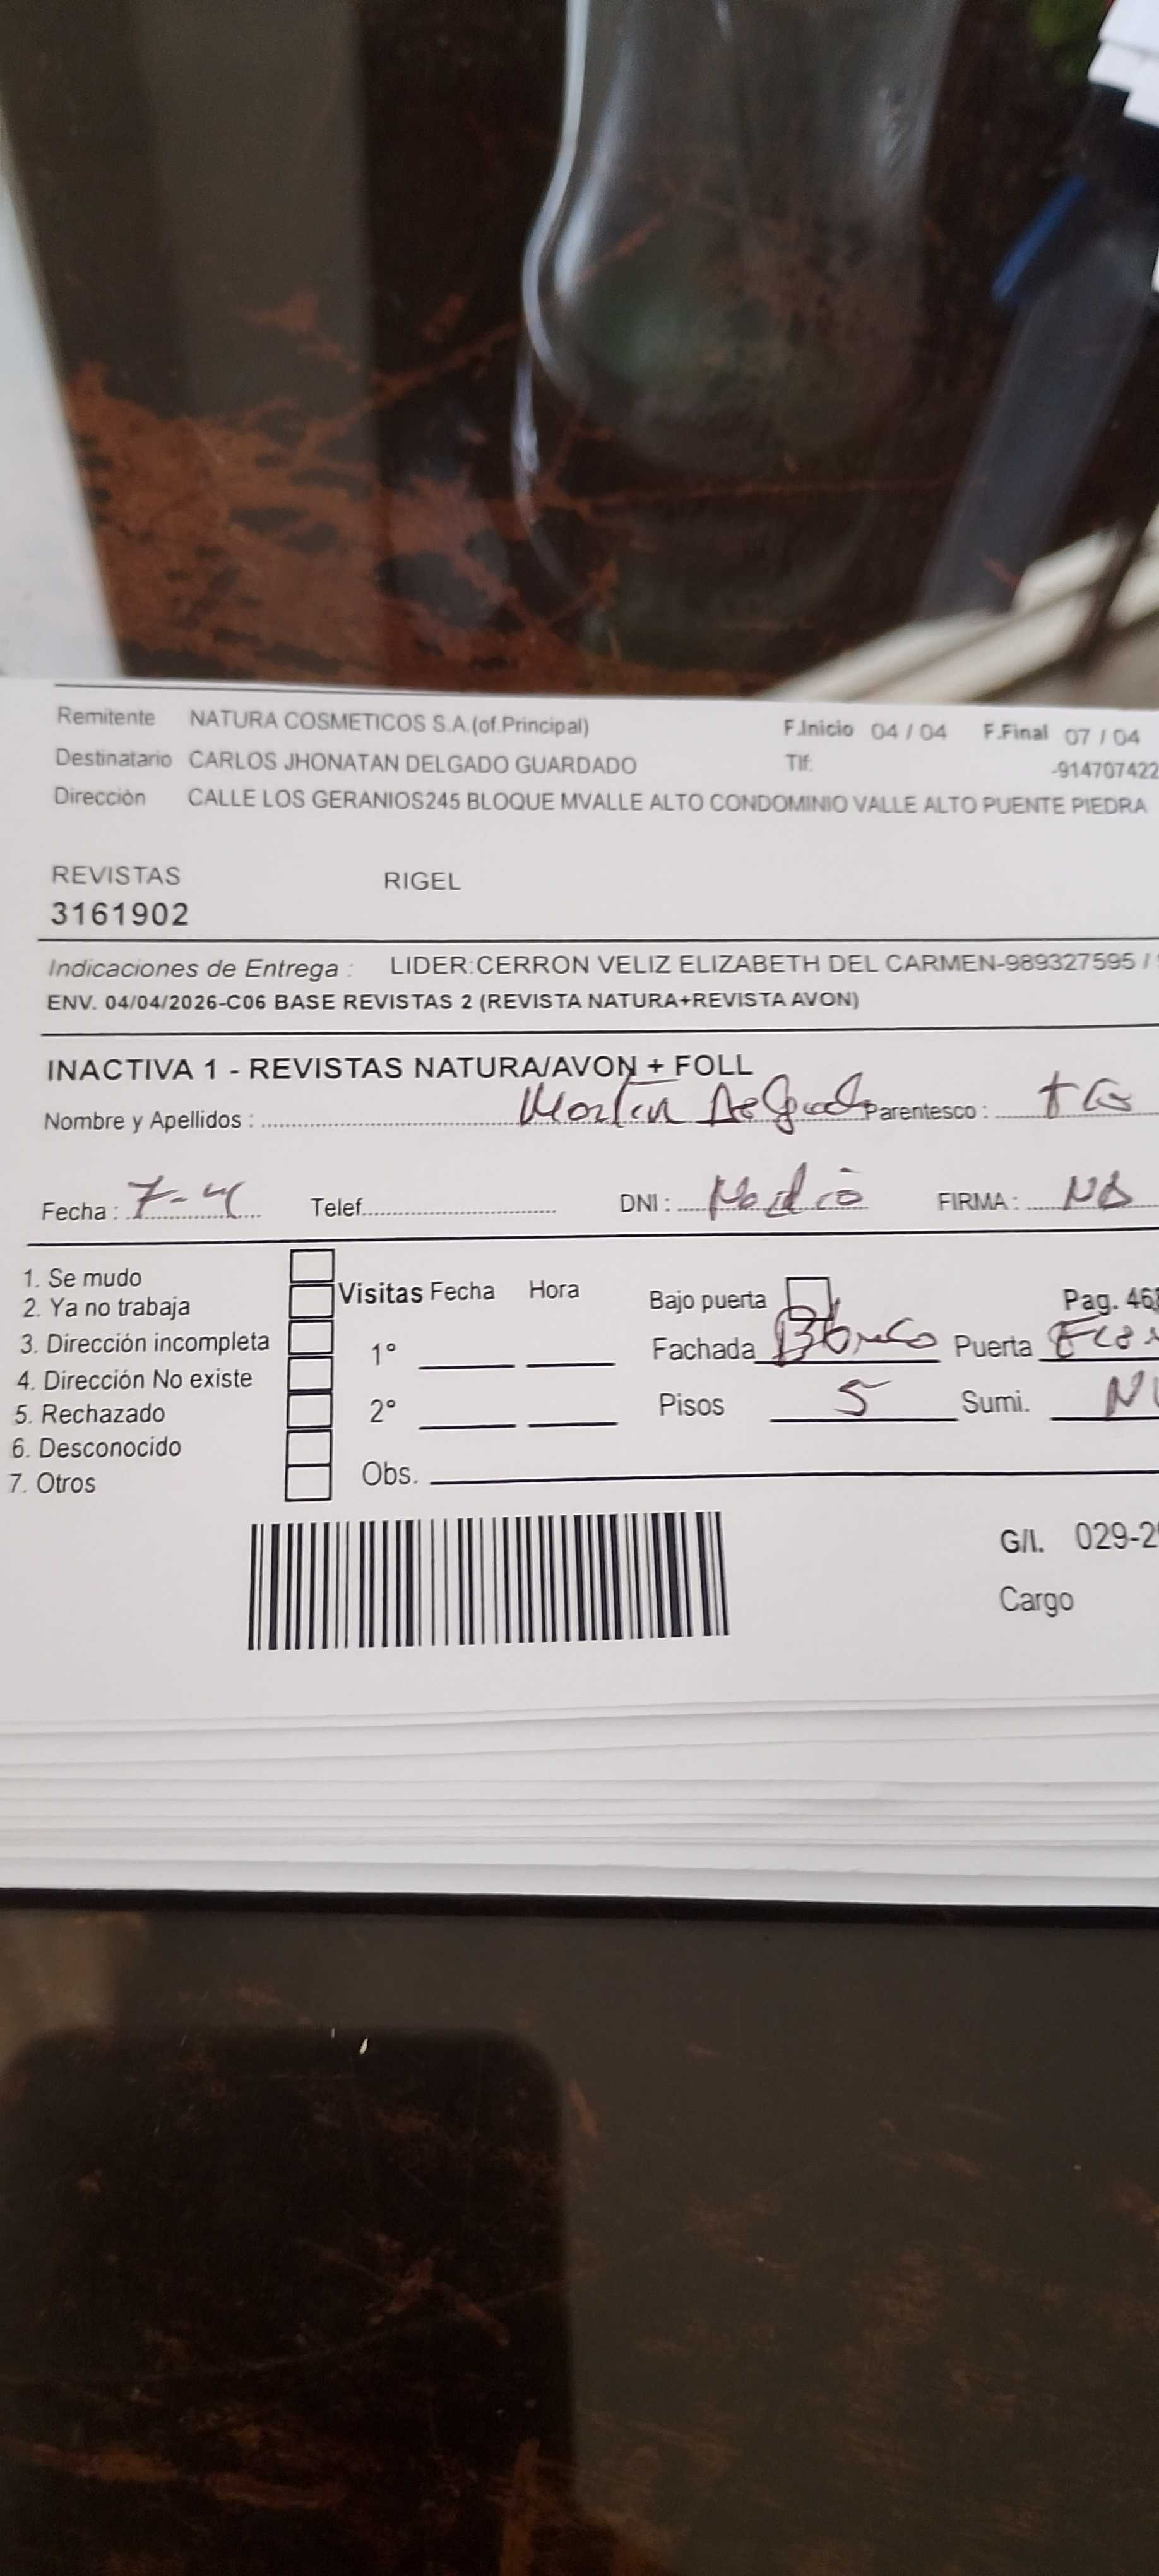 Remitente NATURA COSMETICOS S.A.(of.Principal) F.Inicio 04 / 04 F.Final 07 / 04
Destinatario CARLOS JHONATAN DELGADO GUARDADO Tlf: -914707422
Dirección CALLE LOS GERANIOS245 BLOQUE MVALLE ALTO CONDOMINIO VALLE ALTO PUENTE PIEDRA
REVISTAS RIGEL
3161902
Indicaciones de Entrega : LIDER:CERRON VELIZ ELIZABETH DEL CARMEN-989327595 /
ENV. 04/04/2026-C06 BASE REVISTAS 2 (REVISTA NATURA+REVISTA AVON)
INACTIVA 1 - REVISTAS NATURA/AVON + FOLL
Nombre y Apellidos : Delgado Parentesco :
Fecha : 7-4 Telef. DNI : FIRMA :
1. Se mudo
2. Ya no trabaja Visitas Fecha Hora Bajo puerta Pag. 46
3. Dirección incompleta 1° Fachada Blanco Puerta
4. Dirección No existe
5. Rechazado 2° Pisos 5 Sumi.
6. Desconocido
7. Otros Obs.
G/I. 029-2
Cargo